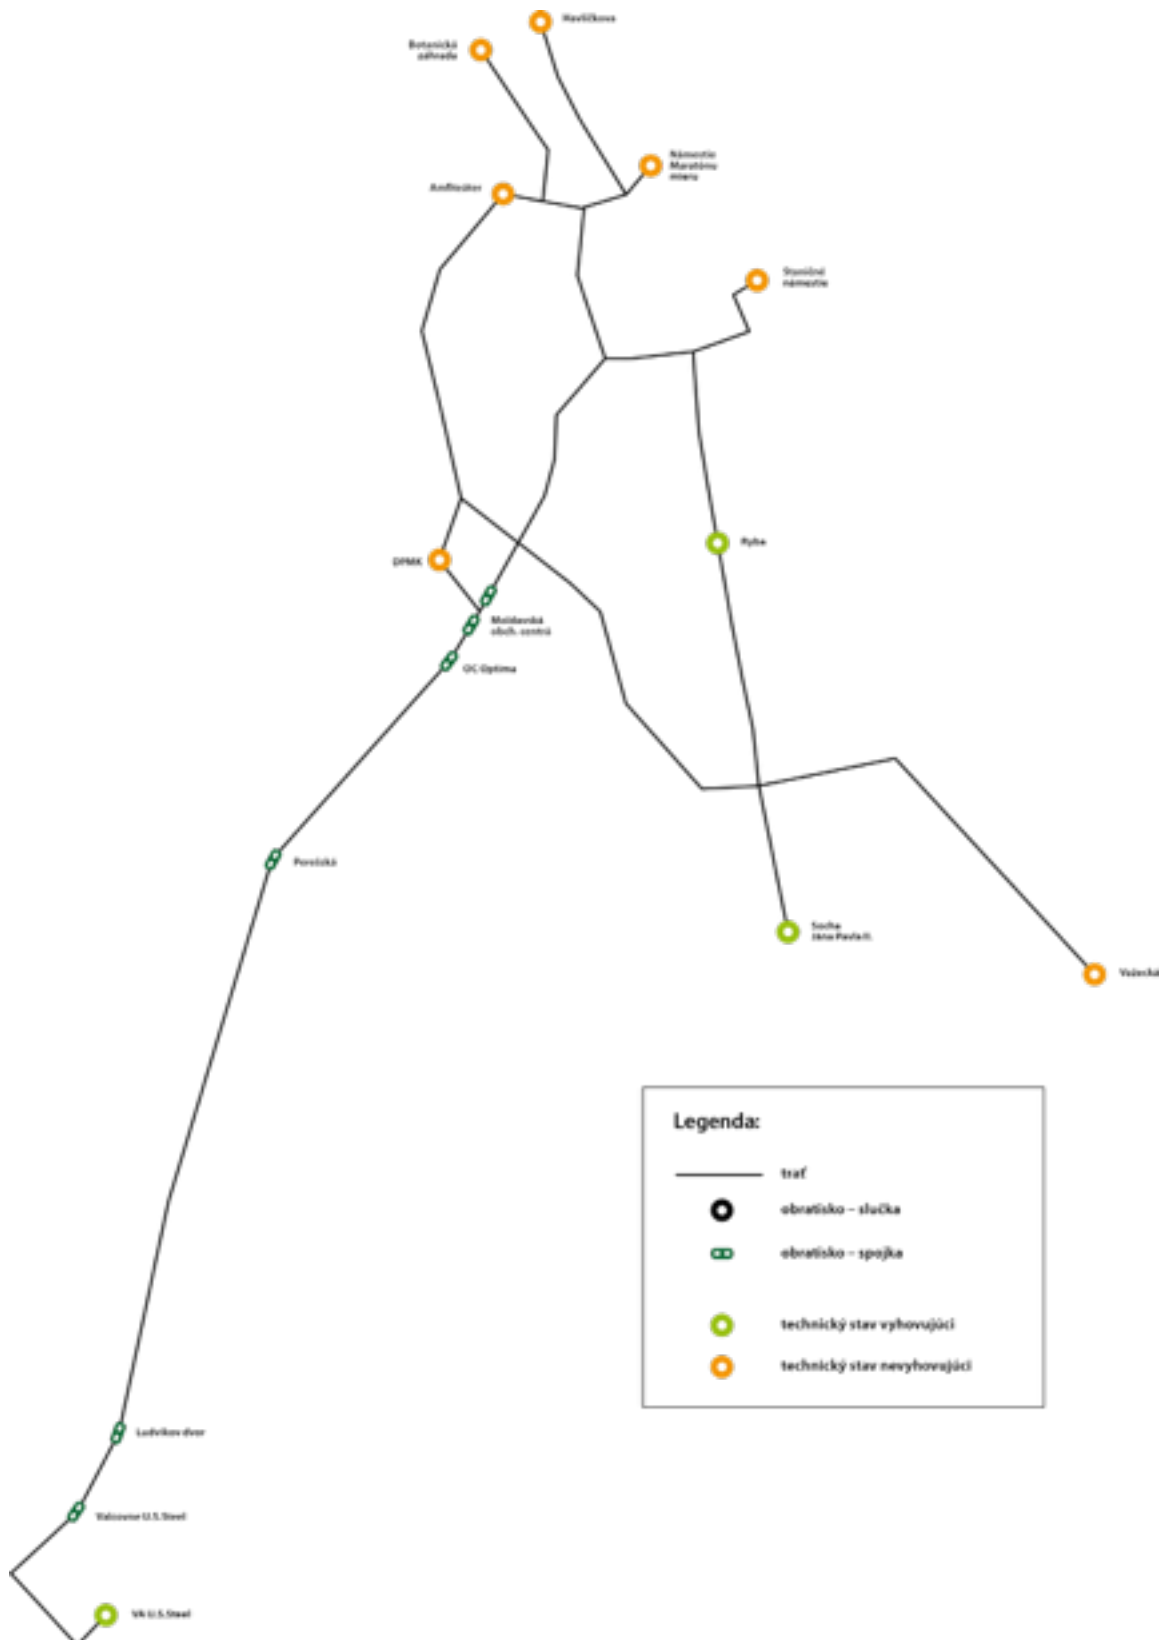 Havlíčkova
Botanická
záhrada
Námestie
Maratónu
mieru
Amfiteáter
Staničné
námestie
Ryba
DPMK
Moldavská
obch. centrá
OC Optima
Perešská
Socha
Jána Pavla II.
Važecká
Legenda:
trať
obratisko – slučka
obratisko – spojka
technický stav vyhovujúci
technický stav nevyhovujúci
Ludvíkov dvor
Valcovne U.S. Steel
VA U.S. Steel